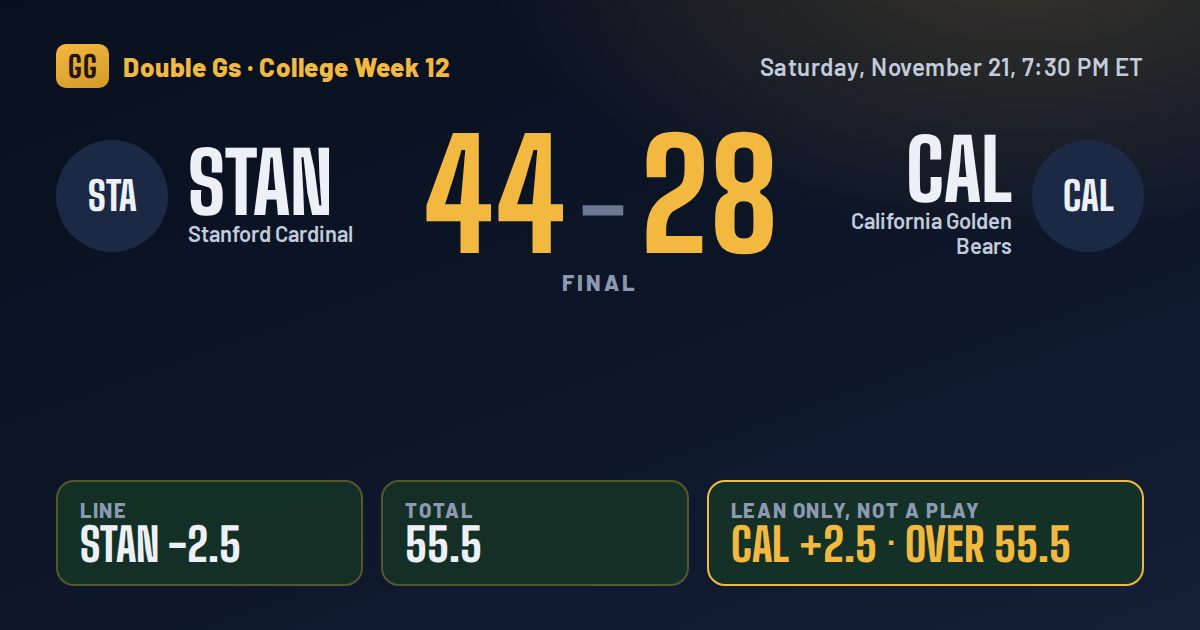 GG Double Gs · College Week 12
Saturday, November 21, 7:30 PM ET
STA
STAN
Stanford Cardinal
44 – 28
FINAL
CAL
California Golden
Bears
CAL
LINE
STAN −2.5
TOTAL
55.5
LEAN ONLY, NOT A PLAY
CAL +2.5 · OVER 55.5